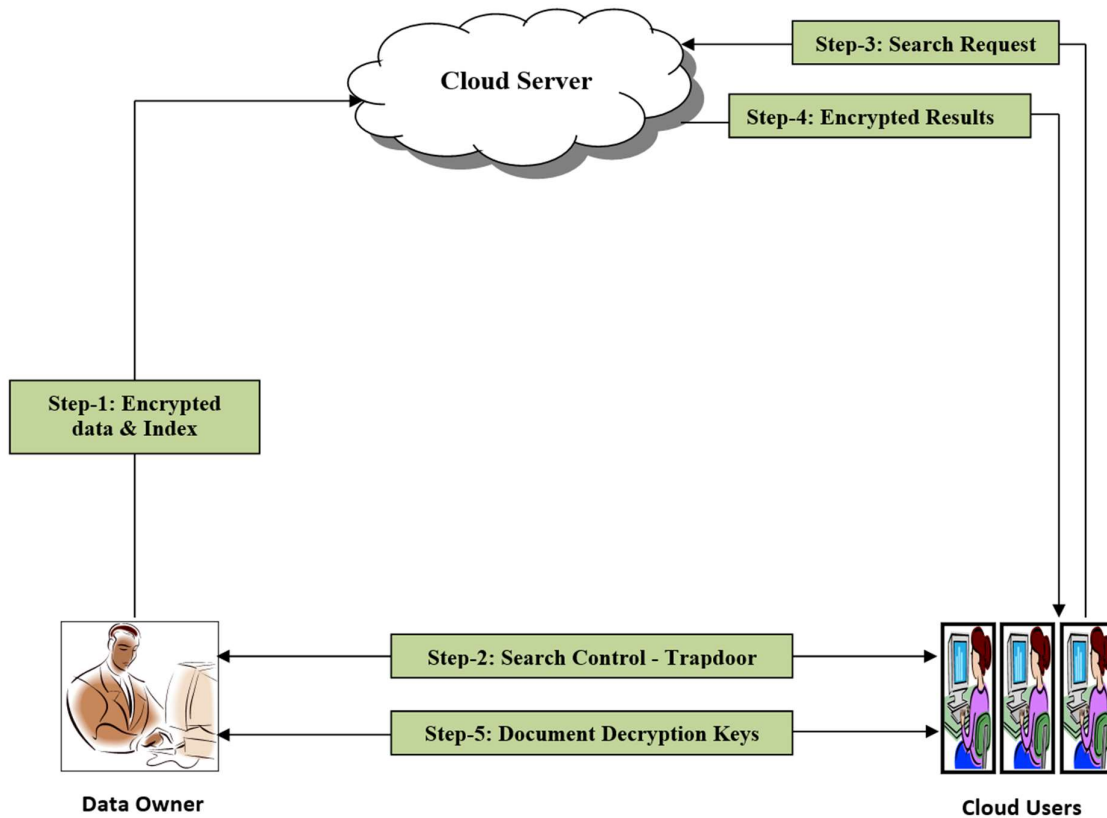 Step-3: Search Request
Cloud Server
Step-4: Encrypted Results
Step-1: Encrypted
data & Index
Step-2: Search Control - Trapdoor
Step-5: Document Decryption Keys
Data Owner
Cloud Users